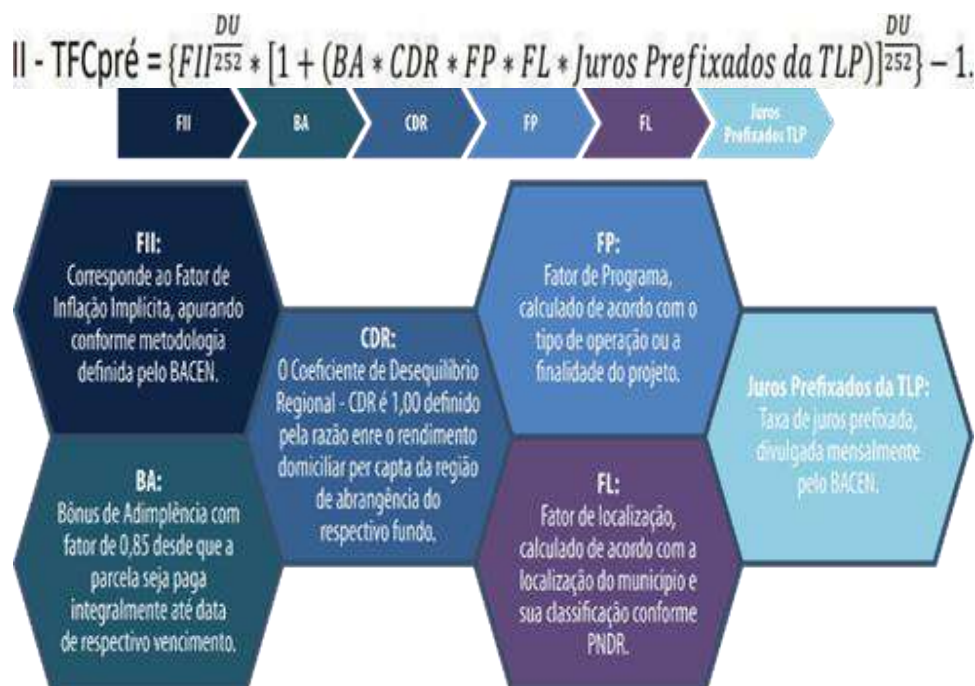 II - TFCpré = {FII^(DU/252) * [1 + (BA * CDR * FP * FL * Juros Prefixados da TLP)]^(DU/252)} − 1.
FII
BA
CDR
FP
FL
Juros
Prefixados TLP
FII:
Corresponde ao Fator de
Inflação Implícita, apurando
conforme metodologia
definida pelo BACEN.
BA:
Bônus de Adimplência com
fator de 0,85 desde que a
parcela seja paga
integralmente até data
de respectivo vencimento.
CDR:
O Coeficiente de Desequilíbrio
Regional - CDR é 1,00 definido
pela razão enre o rendimento
domiciliar per capta da região
de abrangência do
respectivo fundo.
FP:
Fator de Programa,
calculado de acordo com o
tipo de operação ou a
finalidade do projeto.
FL:
Fator de localização,
calculado de acordo com a
localização do município e
sua classificação conforme
PNDR.
Juros Prefixados da TLP:
Taxa de juros prefixada,
divulgada mensalmente
pelo BACEN.